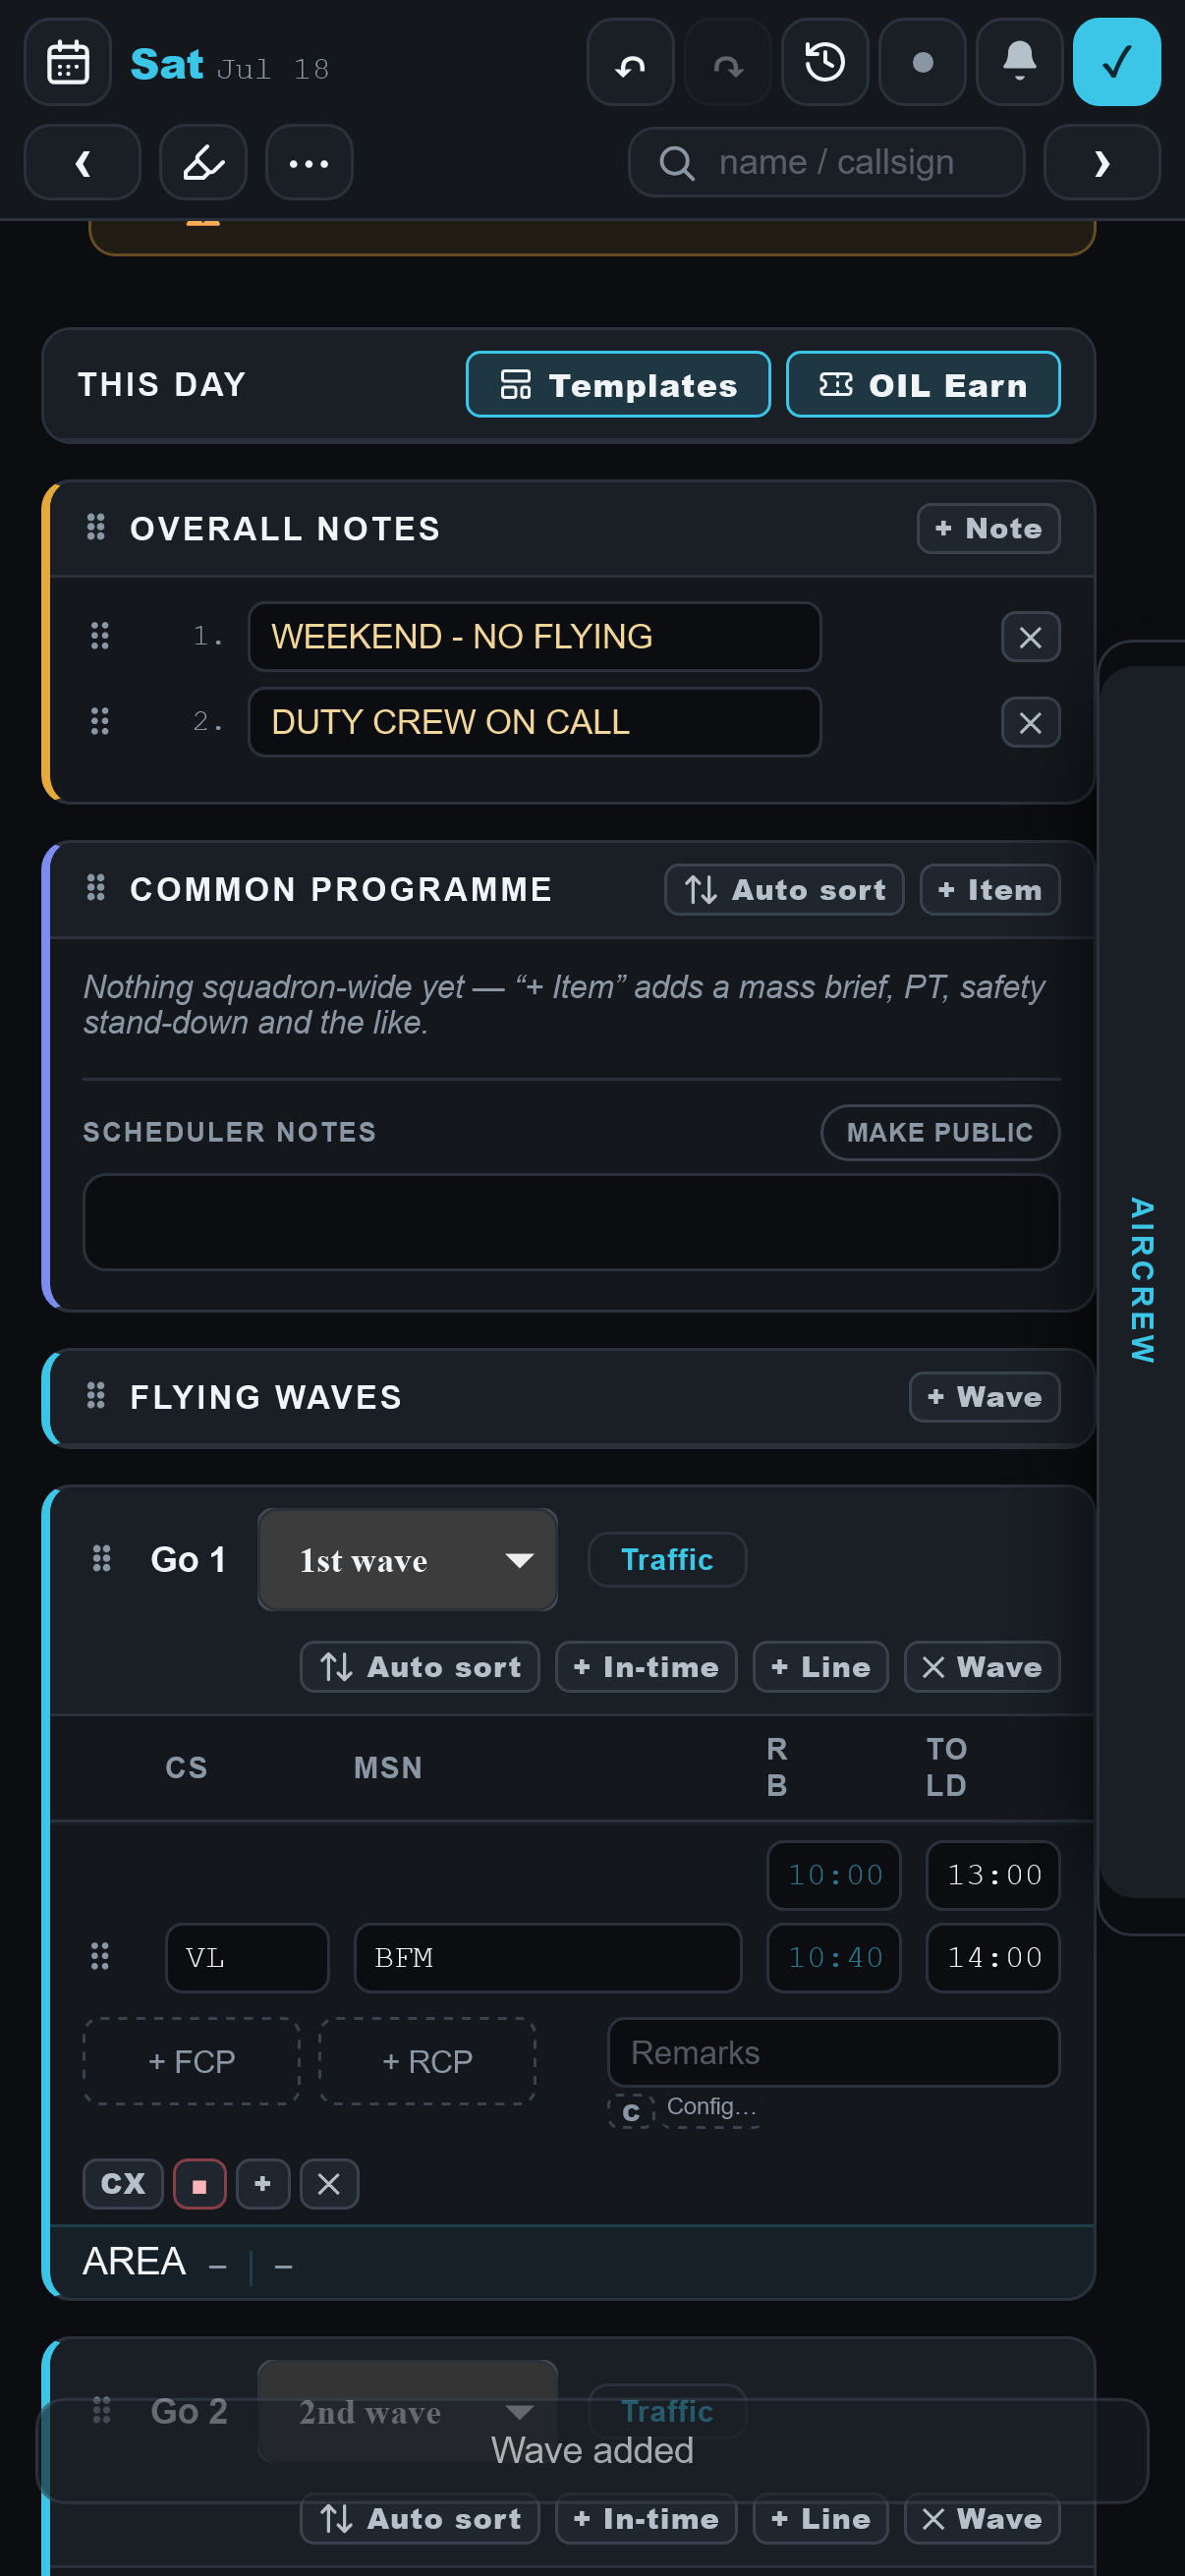 Sat Jul 18
name / callsign
THIS DAY
Templates
OIL Earn
OVERALL NOTES
+ Note
1. WEEKEND - NO FLYING
2. DUTY CREW ON CALL
COMMON PROGRAMME
Auto sort
+ Item
Nothing squadron-wide yet — “+ Item” adds a mass brief, PT, safety
stand-down and the like.
SCHEDULER NOTES
MAKE PUBLIC
AIRCREW
FLYING WAVES
+ Wave
Go 1
1st wave
Traffic
Auto sort
+ In-time
+ Line
× Wave
CS
MSN
R
B
TO
LD
10:00
13:00
VL
BFM
10:40
14:00
+ FCP
+ RCP
Remarks
C
Config…
CX
+
×
AREA – | –
Go 2
2nd wave
Traffic
Wave added
Auto sort
+ In-time
+ Line
× Wave